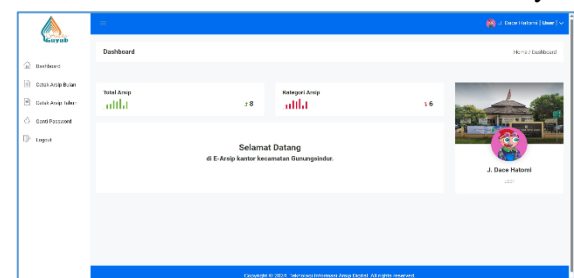 Guyub
J. Dace Hatomi [ User ]
Dashboard
Home / Dashboard
Dashboard
Cetak Arsip Bulan
Cetak Arsip Tahun
Ganti Password
Logout
Total Arsip
8
Kategori Arsip
6
Selamat Datang
di E-Arsip kantor kecamatan Gunungsindur.
J. Dace Hatomi
Copyright © 2024. Teknologi Informasi Arsip Digital. All rights reserved